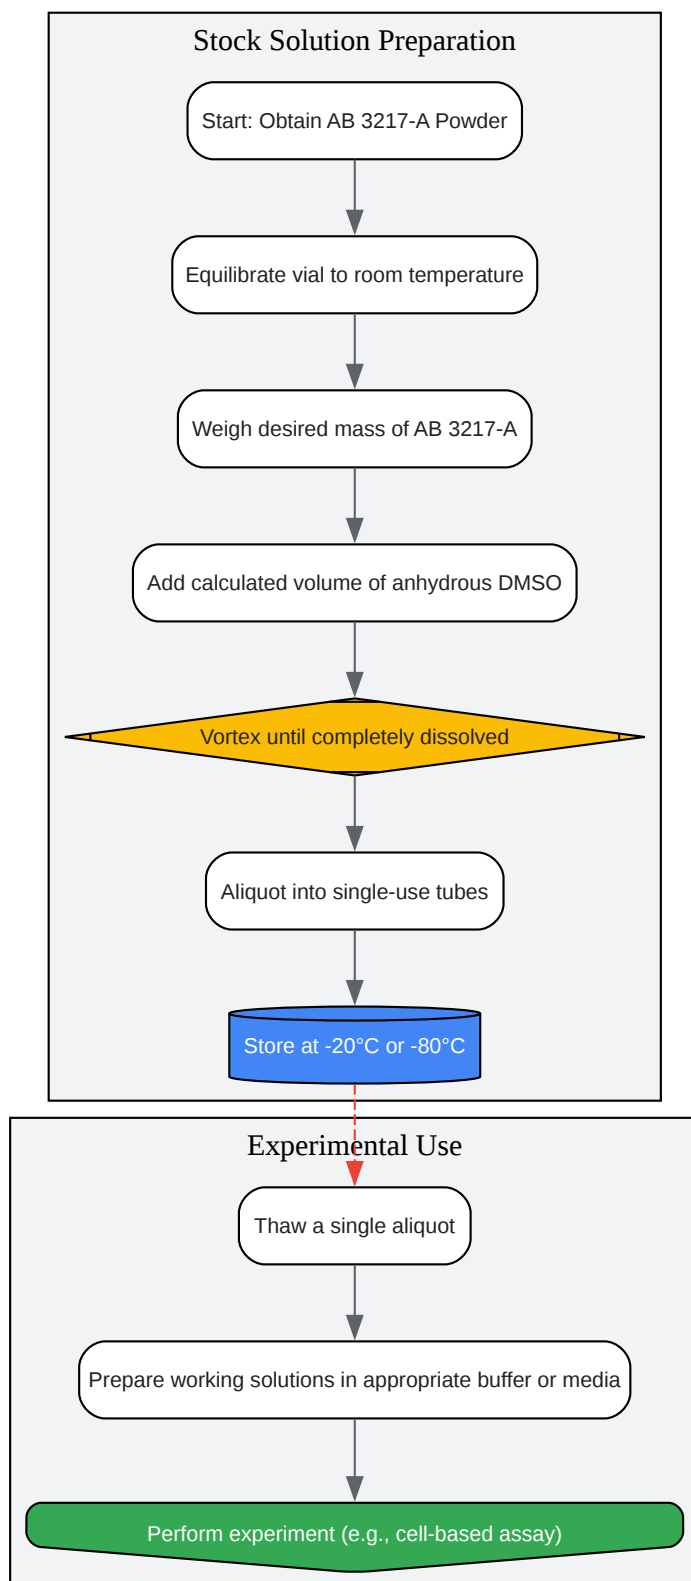 Stock Solution Preparation
Start: Obtain AB 3217-A Powder
Equilibrate vial to room temperature
Weigh desired mass of AB 3217-A
Add calculated volume of anhydrous DMSO
Vortex until completely dissolved
Aliquot into single-use tubes
Store at -20°C or -80°C
Experimental Use
Thaw a single aliquot
Prepare working solutions in appropriate buffer or media
Perform experiment (e.g., cell-based assay)